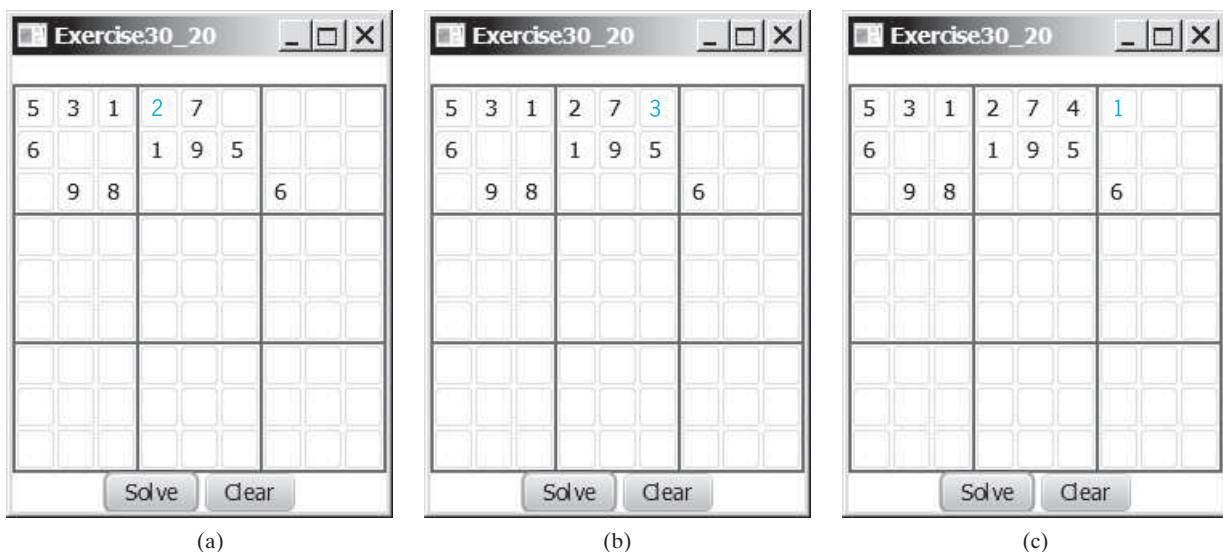 Exercise30_20 Exercise30_20 Exercise30_20
5 3 1 2 7 5 3 1 2 7 3 5 3 1 2 7 4 1
6 1 9 5 6 1 9 5 6 1 9 5
9 8 6 9 8 6 9 8 6
Solve Clear Solve Clear Solve Clear
(a) (b) (c)